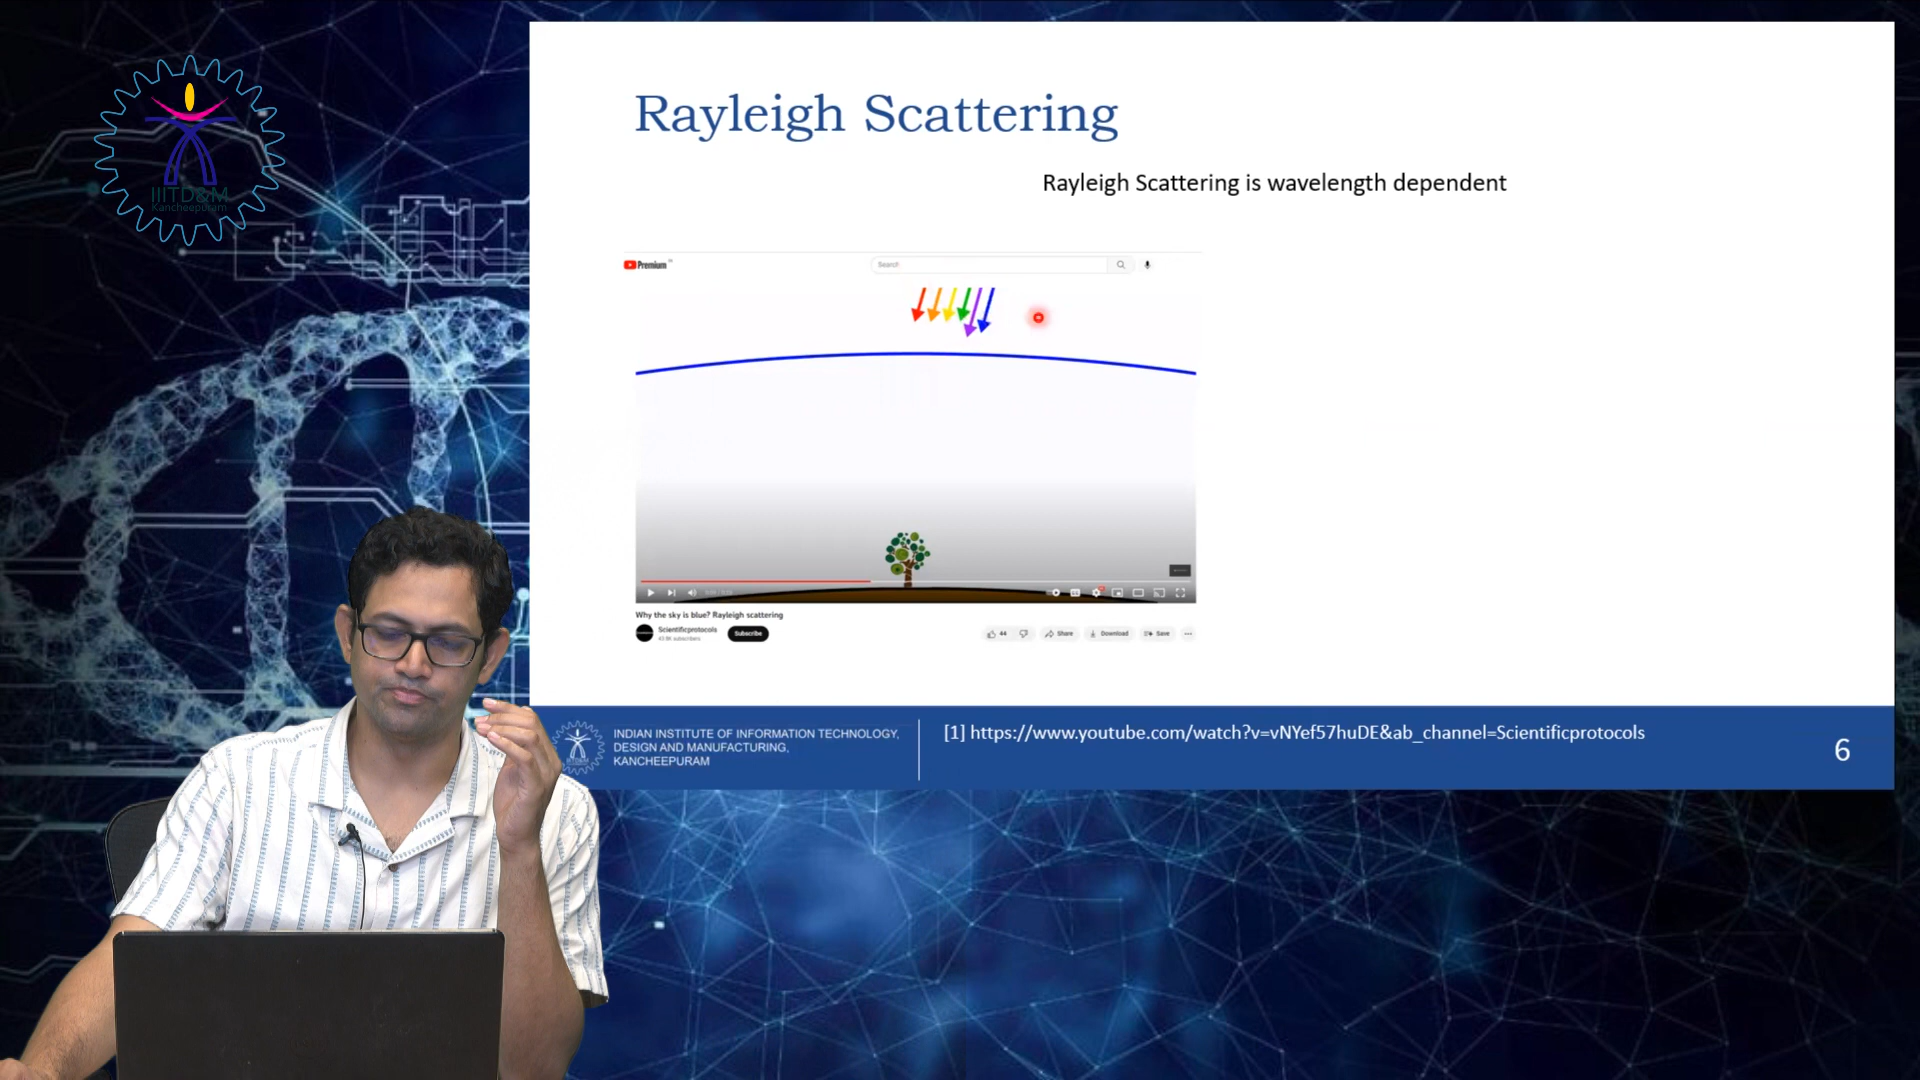 IIITD&M
Kancheepuram
Rayleigh Scattering
Rayleigh Scattering is wavelength dependent
Premium
Search
Why the sky is blue? Rayleigh scattering
Scientificprotocols
Subscribe
44
Share
Download
Save
INDIAN INSTITUTE OF INFORMATION TECHNOLOGY,
DESIGN AND MANUFACTURING,
KANCHEEPURAM
[1] https://www.youtube.com/watch?v=vNYef57huDE&ab_channel=Scientificprotocols
6